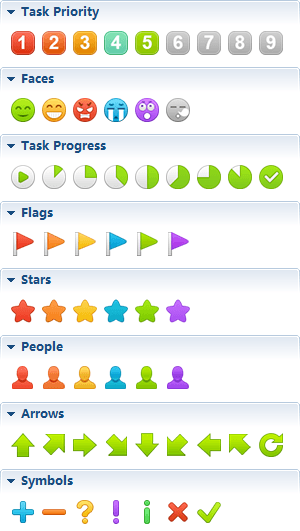 Task Priority
1 2 3 4 5 6 7 8 9
Faces
Task Progress
Flags
Stars
People
Arrows
Symbols
? ! i